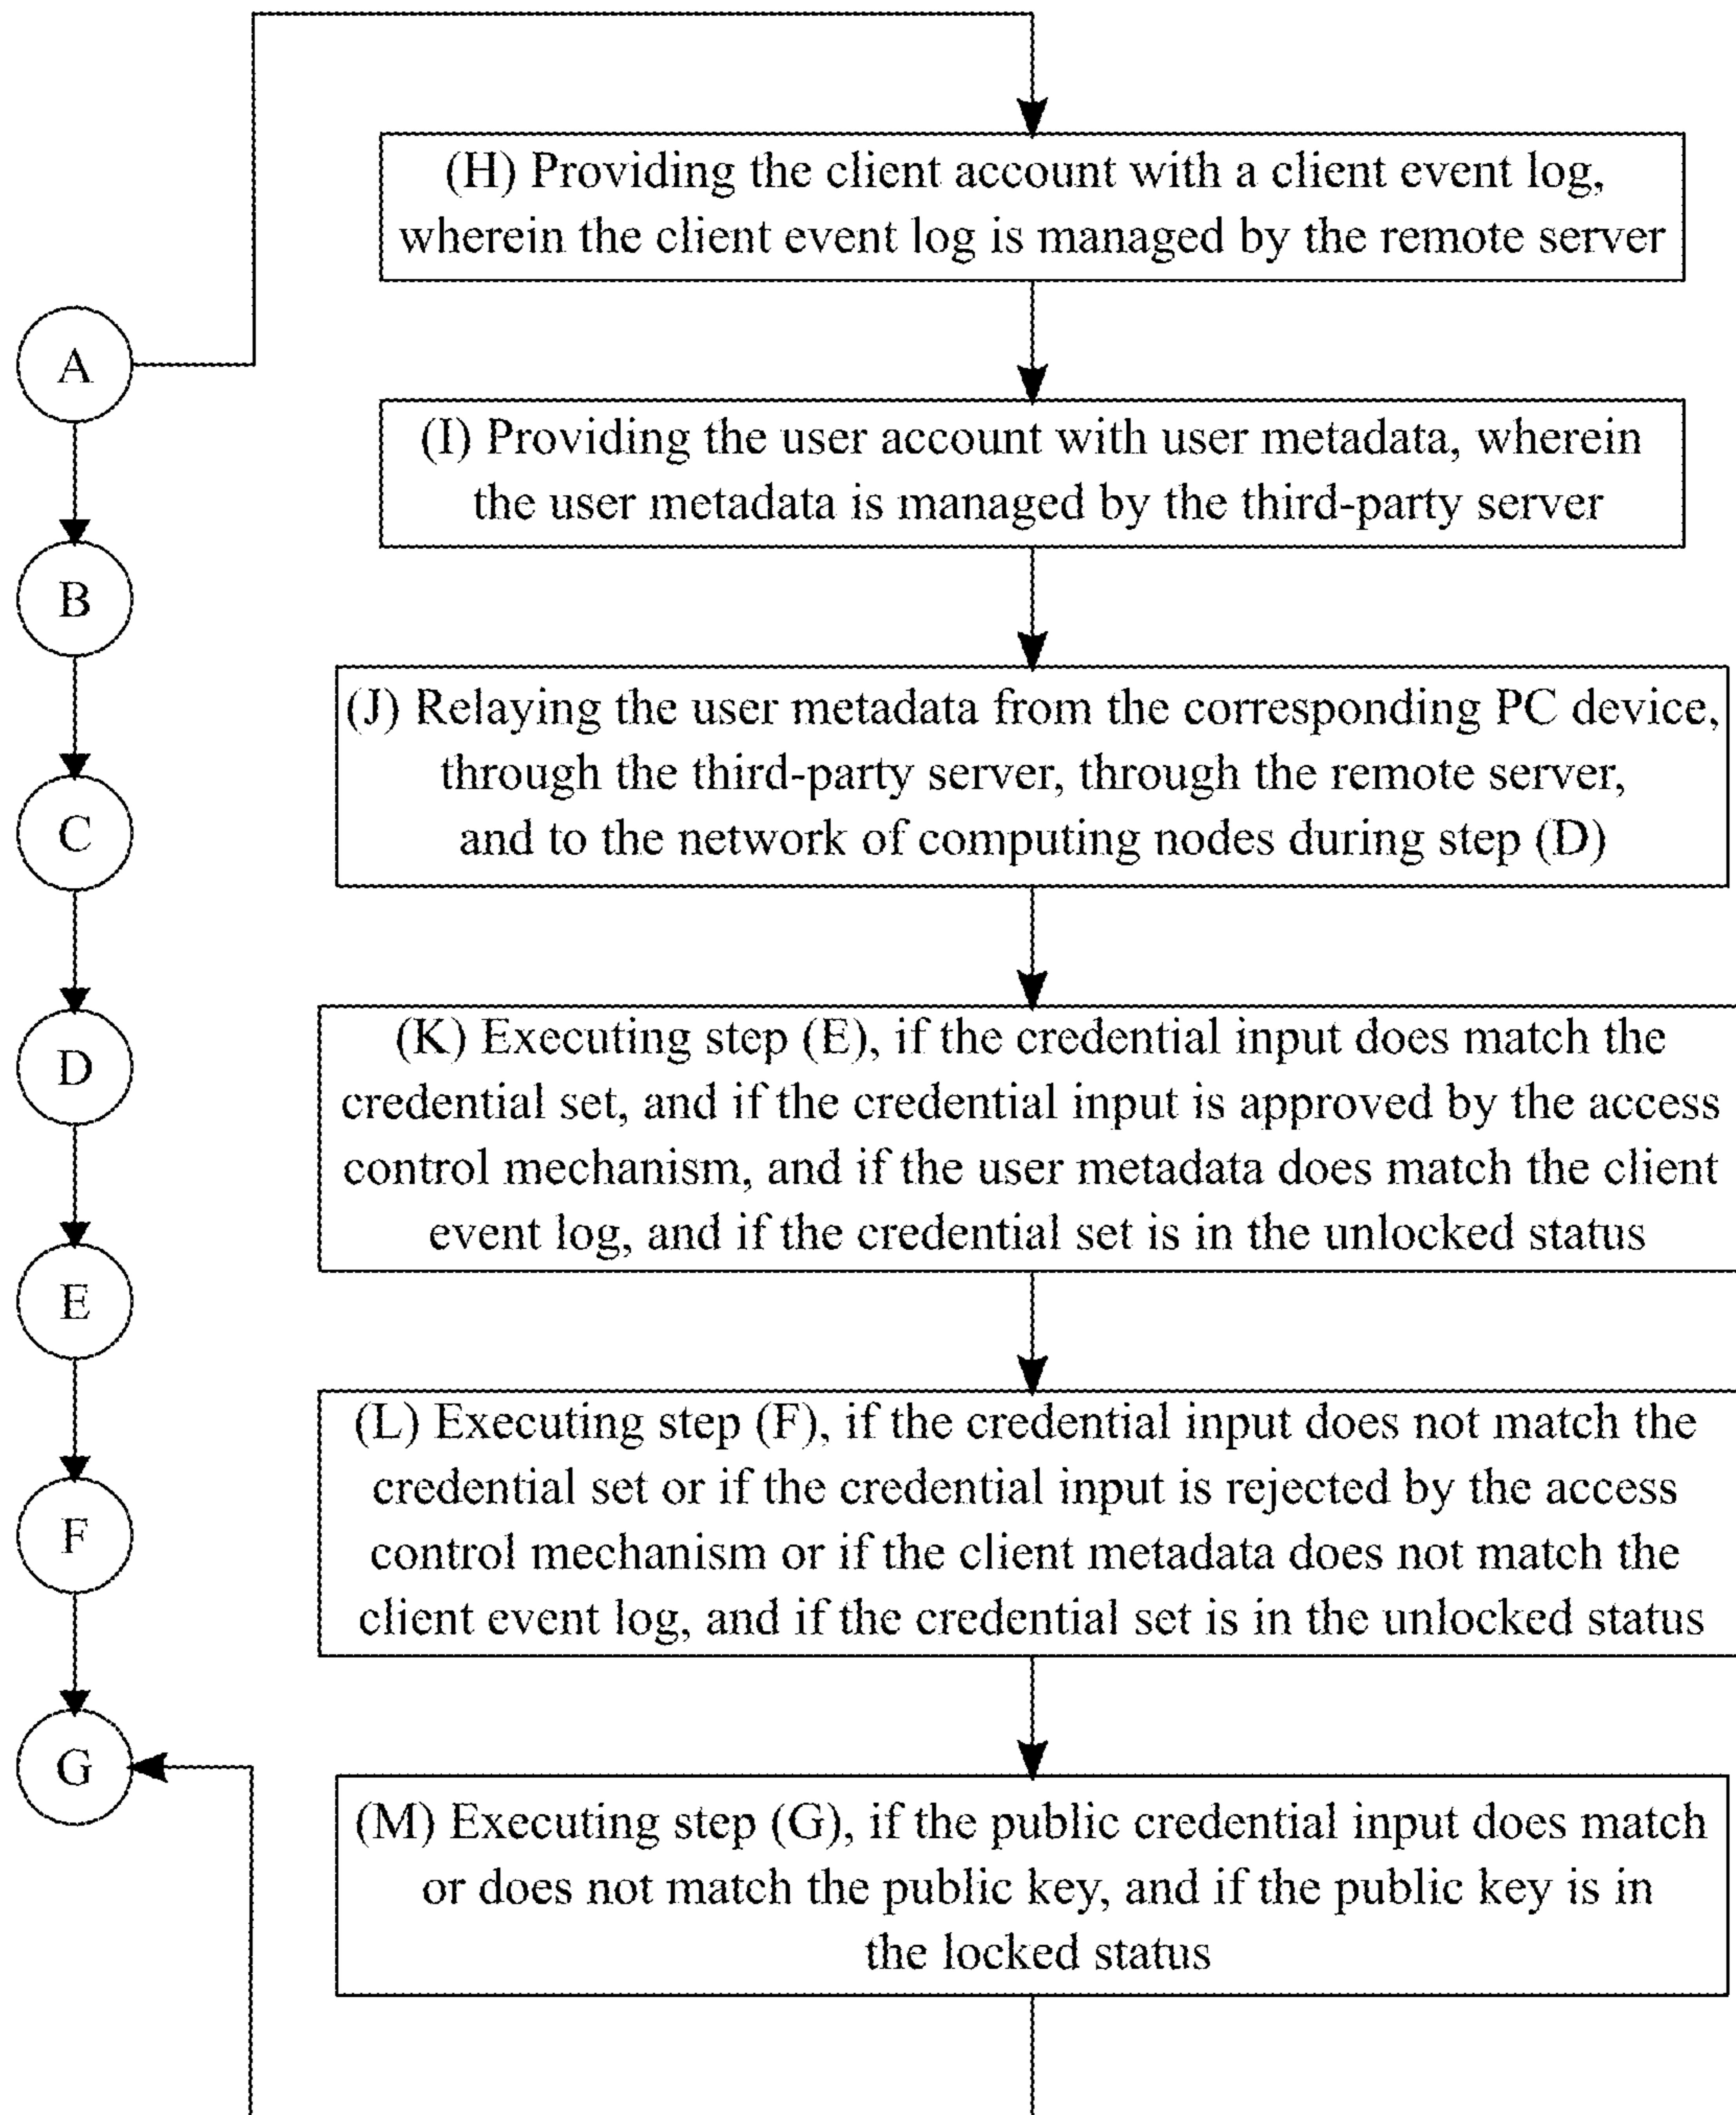 (H) Providing the client account with a client event log,
wherein the client event log is managed by the remote server
A
(I) Providing the user account with user metadata, wherein
the user metadata is managed by the third-party server
B
(J) Relaying the user metadata from the corresponding PC device,
through the third-party server, through the remote server,
and to the network of computing nodes during step (D)
C
(K) Executing step (E), if the credential input does match the
credential set, and if the credential input is approved by the access
control mechanism, and if the user metadata does match the client
event log, and if the credential set is in the unlocked status
D
E
(L) Executing step (F), if the credential input does not match the
credential set or if the credential input is rejected by the access
control mechanism or if the client metadata does not match the
client event log, and if the credential set is in the unlocked status
F
G
(M) Executing step (G), if the public credential input does match
or does not match the public key, and if the public key is in
the locked status